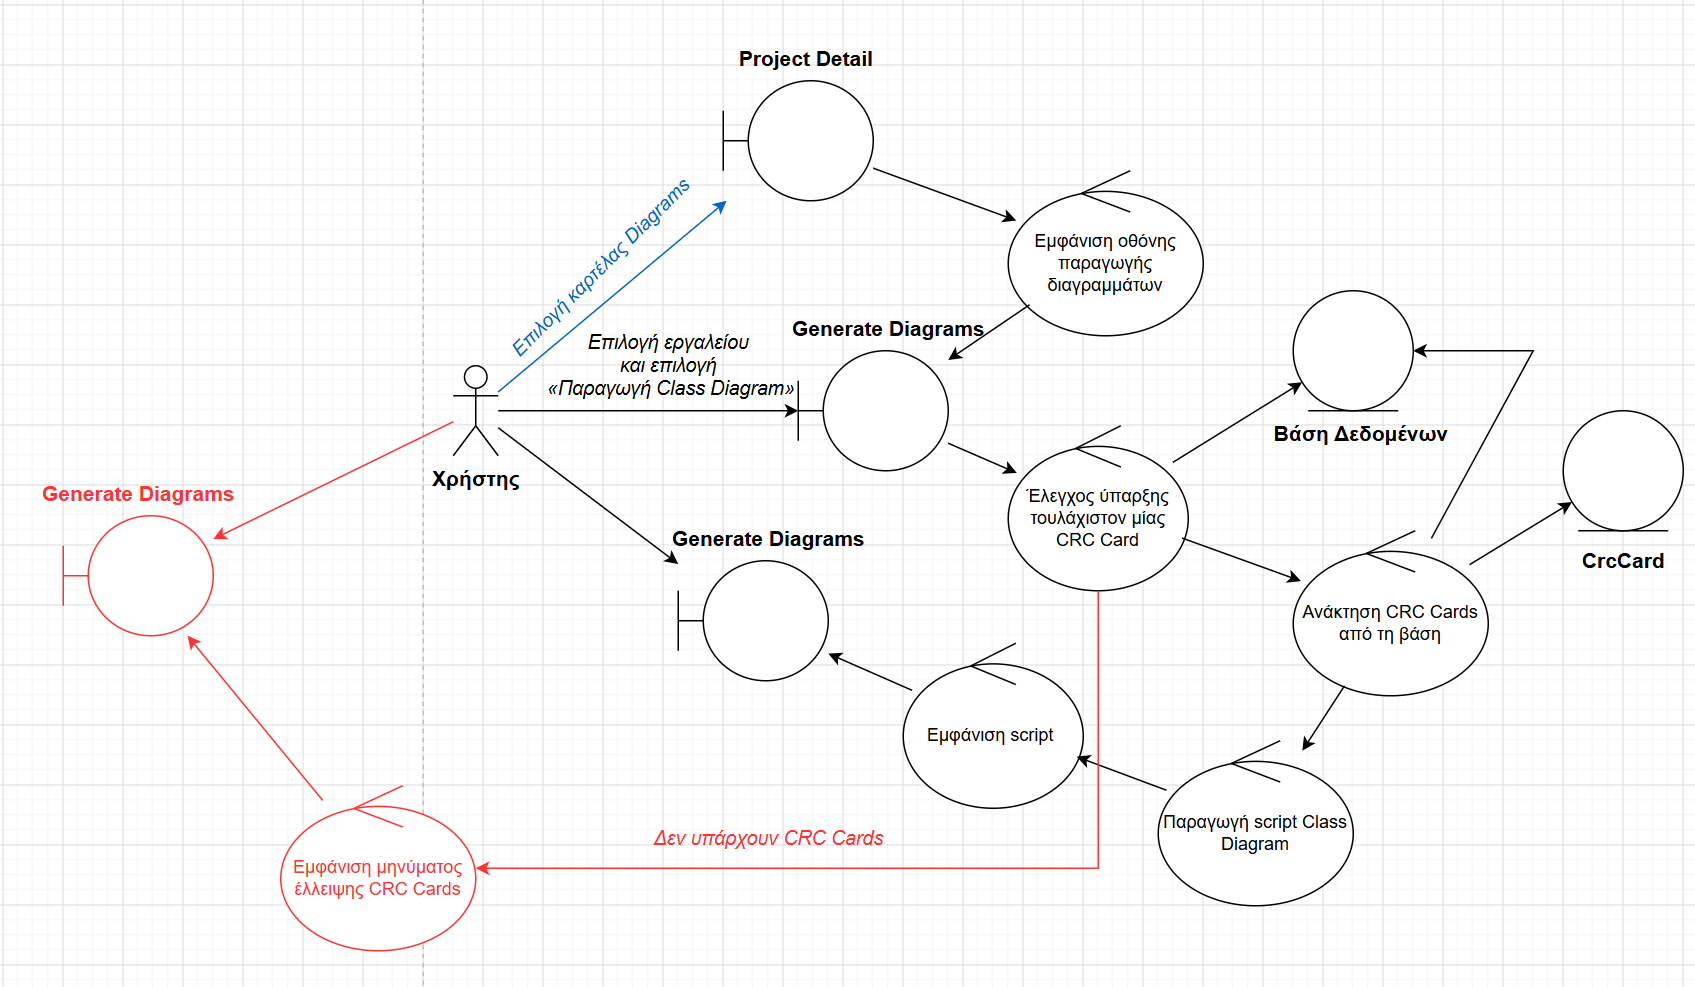 Project Detail
Επιλογή καρτέλας Diagrams
Εμφάνιση οθόνης
παραγωγής
διαγραμμάτων
Generate Diagrams
Επιλογή εργαλείου
και επιλογή
«Παραγωγή Class Diagram»
Βάση Δεδομένων
Χρήστης
Generate Diagrams
Έλεγχος ύπαρξης
τουλάχιστον μίας
CRC Card
Generate Diagrams
CrcCard
Ανάκτηση CRC Cards
από τη βάση
Εμφάνιση script
Παραγωγή script Class
Diagram
Δεν υπάρχουν CRC Cards
Εμφάνιση μηνύματος
έλλειψης CRC Cards